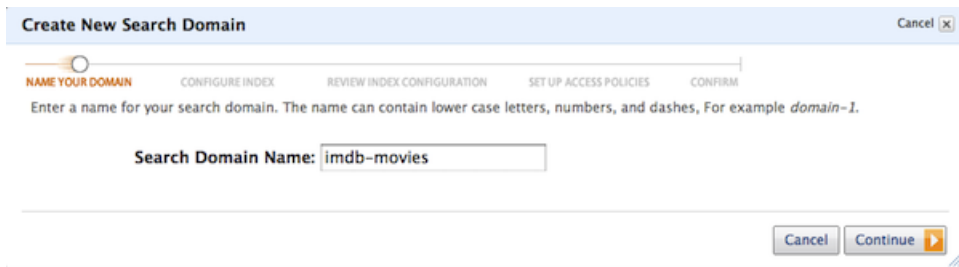 Create New Search Domain
Cancel x
NAME YOUR DOMAIN CONFIGURE INDEX REVIEW INDEX CONFIGURATION SET UP ACCESS POLICIES CONFIRM
Enter a name for your search domain. The name can contain lower case letters, numbers, and dashes, For example domain-1.
Search Domain Name: imdb-movies
Cancel Continue